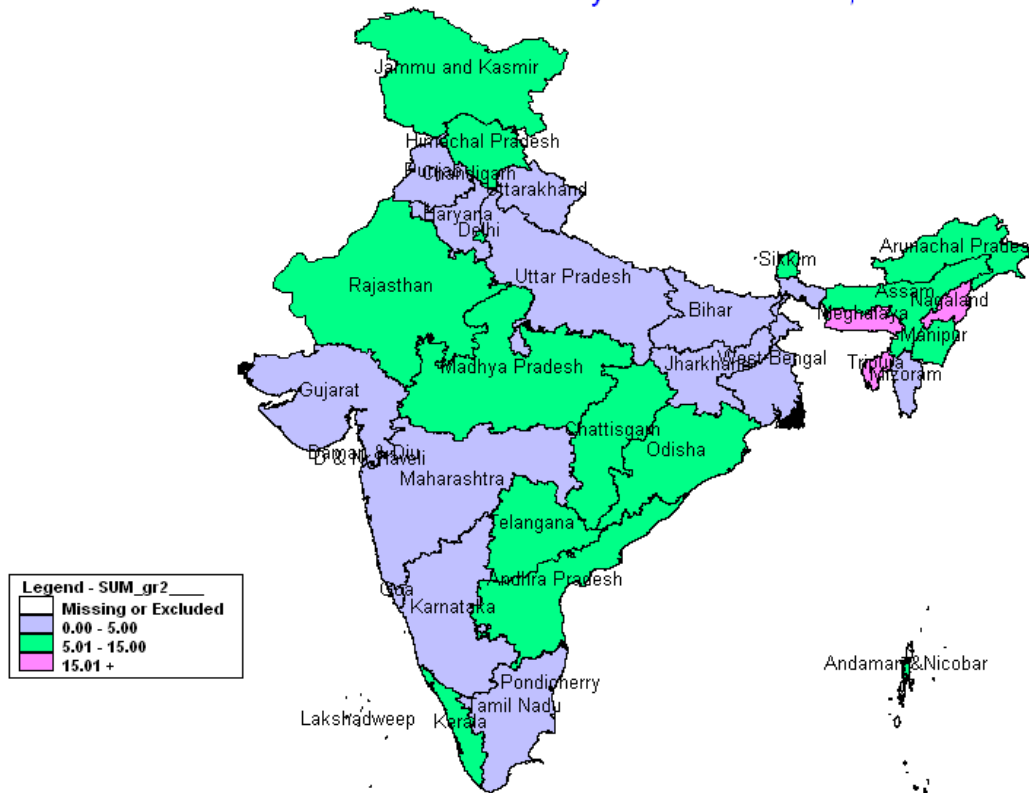 Jammu and Kasmir
Himachal Pradesh
Punjab
Chandigarh
Uttarakhand
Haryana
Delhi
Rajasthan
Uttar Pradesh
Sikkim
Arunachal Prades
Assam
Nagaland
Bihar
Meghalaya
Manipur
Tripura
Mizoram
Jharkhand
West Bengal
Madhya Pradesh
Gujarat
Chattisgarh
Odisha
Daman & Diu
D & N. Haveli
Maharashtra
Telangana
Andhra Pradesh
Goa
Karnataka
Legend - SUM_gr2____
Missing or Excluded
0.00 - 5.00
5.01 - 15.00
15.01 +
Andaman &Nicobar
Pondicherry
Tamil Nadu
Lakshadweep
Kerala